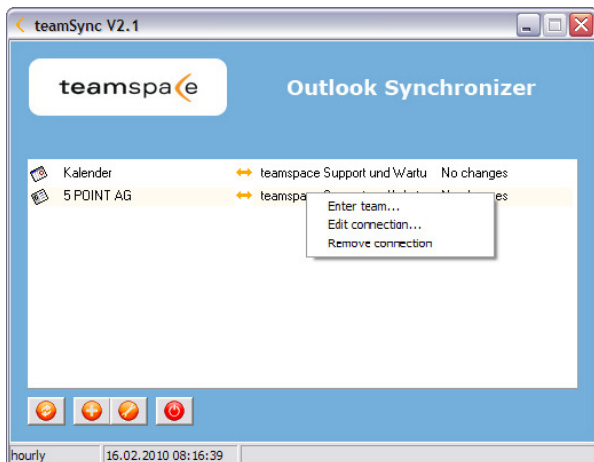 teamSync V2.1
teamspace
Outlook Synchronizer
Kalender teamspace Support und Wartu No changes
5 POINT AG teamspa es
Enter team...
Edit connection...
Remove connection
hourly 16.02.2010 08:16:39